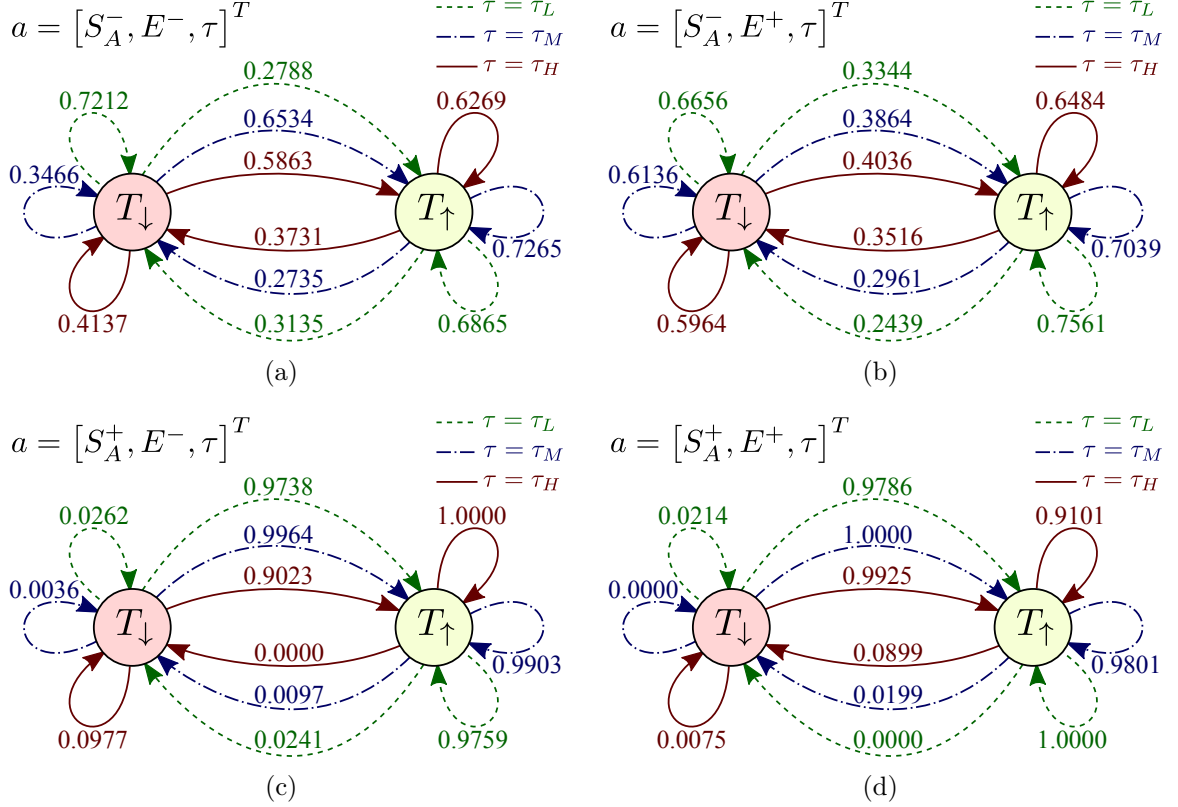 a = [S_A^-, E^-, τ]^T
τ = τ_L
τ = τ_M
τ = τ_H
0.2788
0.7212
0.6269
0.6534
0.3466
0.5863
T↓
T↑
0.3731
0.7265
0.2735
0.4137
0.3135
0.6865
(a)
a = [S_A^-, E^+, τ]^T
τ = τ_L
τ = τ_M
τ = τ_H
0.3344
0.6656
0.6484
0.3864
0.6136
0.4036
T↓
T↑
0.3516
0.7039
0.2961
0.5964
0.2439
0.7561
(b)
a = [S_A^+, E^-, τ]^T
τ = τ_L
τ = τ_M
τ = τ_H
0.9738
0.0262
1.0000
0.9964
0.0036
0.9023
T↓
T↑
0.0000
0.9903
0.0097
0.0977
0.0241
0.9759
(c)
a = [S_A^+, E^+, τ]^T
τ = τ_L
τ = τ_M
τ = τ_H
0.9786
0.0214
0.9101
1.0000
0.0000
0.9925
T↓
T↑
0.0899
0.9801
0.0199
0.0075
0.0000
1.0000
(d)